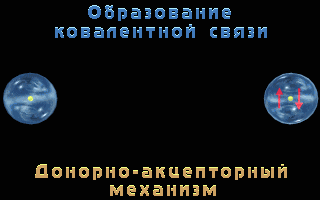 Образование
ковалентной связи
Донорно-акцепторный
механизм